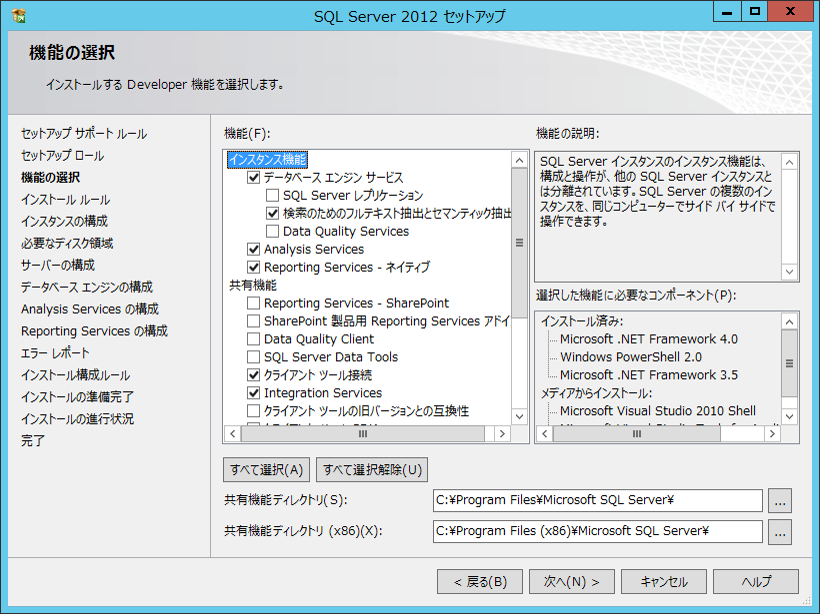 SQL Server 2012 セットアップ
機能の選択
インストールする Developer 機能を選択します。
セットアップ サポート ルール
セットアップ ロール
機能の選択
インストール ルール
インスタンスの構成
必要なディスク領域
サーバーの構成
データベース エンジンの構成
Analysis Services の構成
Reporting Services の構成
エラー レポート
インストール構成ルール
インストールの準備完了
インストールの進行状況
完了
機能(F):
インスタンス機能
データベース エンジン サービス
SQL Server レプリケーション
検索のためのフルテキスト抽出とセマンティック抽出
Data Quality Services
Analysis Services
Reporting Services - ネイティブ
共有機能
Reporting Services - SharePoint
SharePoint 製品用 Reporting Services アドイ
Data Quality Client
SQL Server Data Tools
クライアント ツール接続
Integration Services
クライアント ツールの旧バージョンとの互換性
機能の説明:
SQL Server インスタンスのインスタンス機能は、
構成と操作が、他の SQL Server インスタンスと
は分離されています。SQL Server の複数のイン
スタンスを、同じコンピューターでサイド バイ サイドで
操作できます。
選択した機能に必要なコンポーネント(P):
インストール済み:
Microsoft .NET Framework 4.0
Windows PowerShell 2.0
Microsoft .NET Framework 3.5
メディアからインストール:
Microsoft Visual Studio 2010 Shell
すべて選択(A)
すべて選択解除(U)
共有機能ディレクトリ(S):
C:¥Program Files¥Microsoft SQL Server¥
...
共有機能ディレクトリ (x86)(X):
C:¥Program Files (x86)¥Microsoft SQL Server¥
...
< 戻る(B)
次へ(N) >
キャンセル
ヘルプ